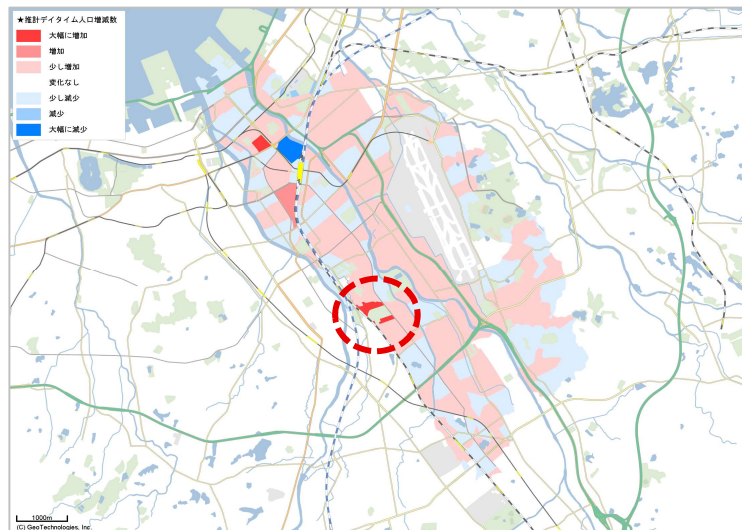 ★推計デイタイム人口増減数
大幅に増加
増加
少し増加
変化なし
少し減少
減少
大幅に減少
1000m
(C) GeoTechnologies, Inc.